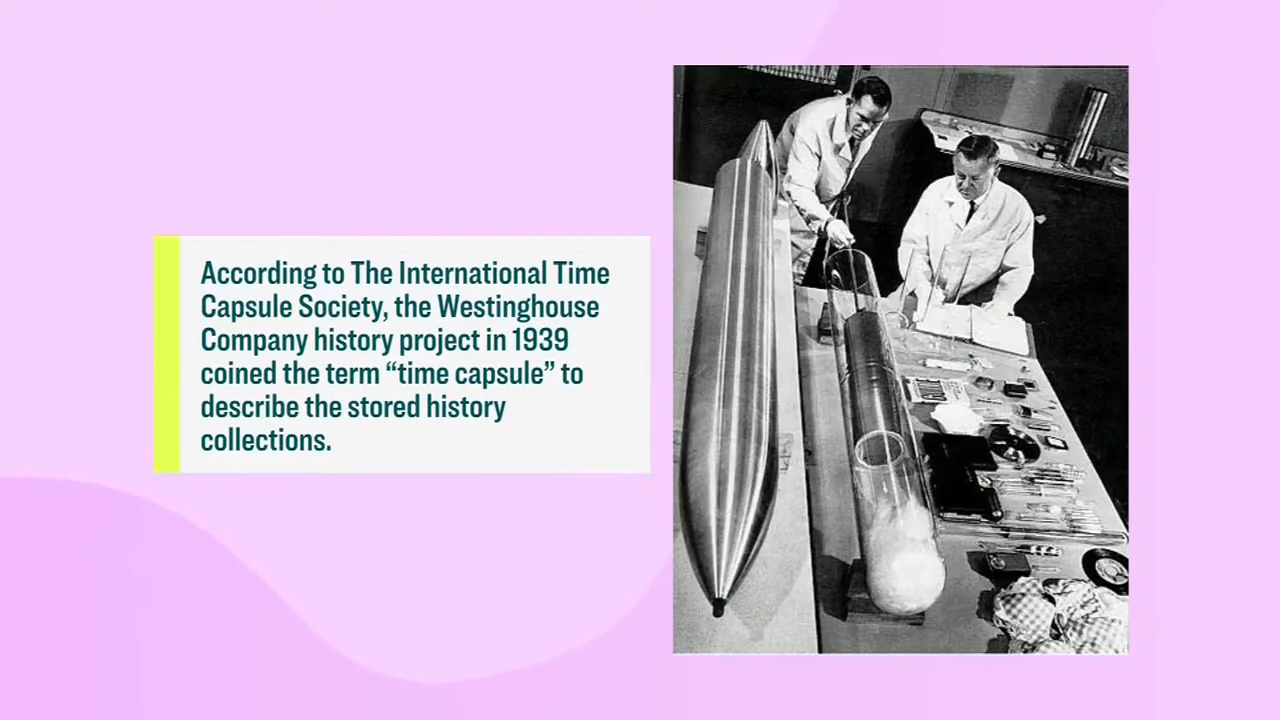 According to The International Time
Capsule Society, the Westinghouse
Company history project in 1939
coined the term “time capsule” to
describe the stored history
collections.